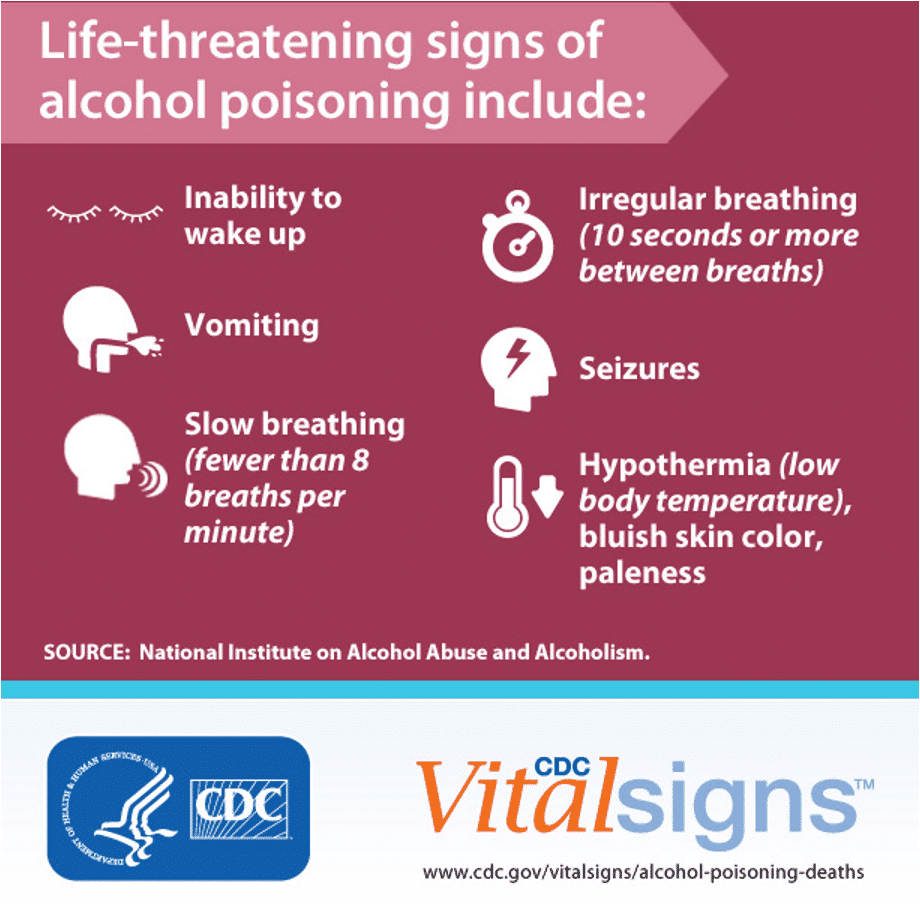 Life-threatening signs of
alcohol poisoning include:
Inability to
wake up
Vomiting
Slow breathing
(fewer than 8
breaths per
minute)
Irregular breathing
(10 seconds or more
between breaths)
Seizures
Hypothermia (low
body temperature),
bluish skin color,
paleness
SOURCE: National Institute on Alcohol Abuse and Alcoholism.
DEPARTMENT OF HEALTH & HUMAN SERVICES·USA
CDC
CDC
Vitalsigns™
www.cdc.gov/vitalsigns/alcohol-poisoning-deaths